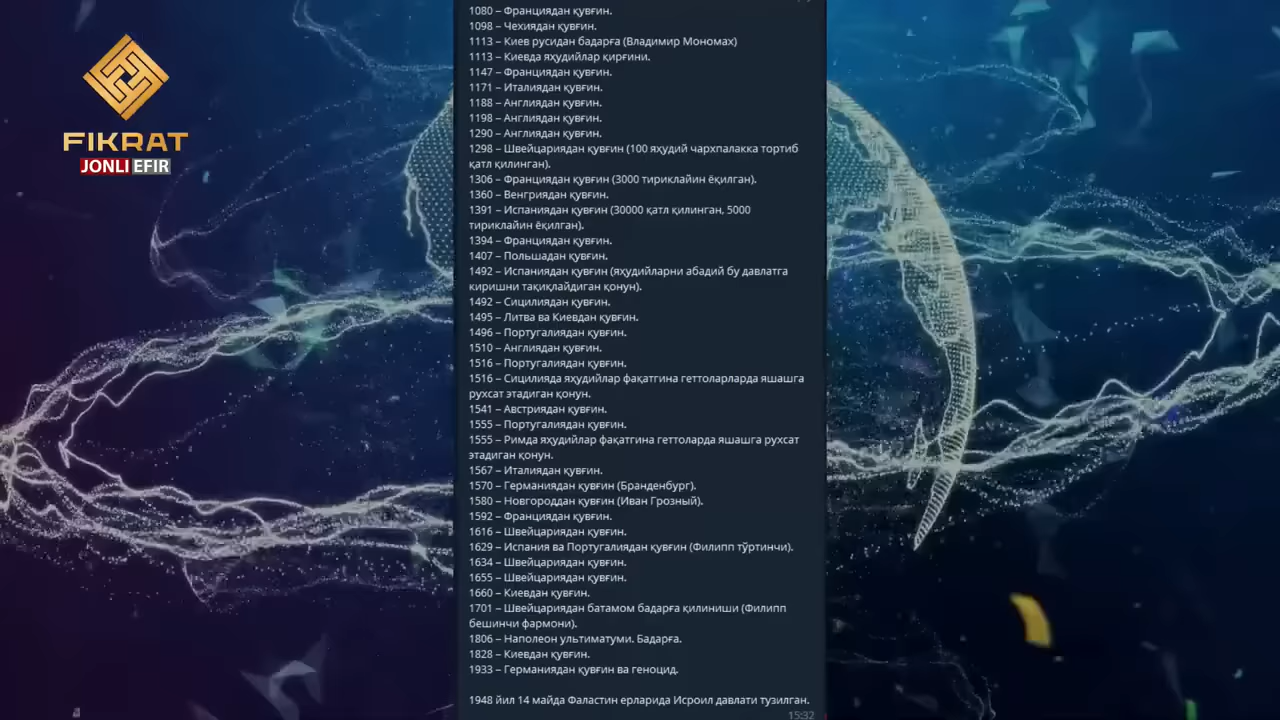 FIKRAT
JONLI EFIR
1080 – Франциядан қувғин.
1098 – Чехиядан қувғин.
1113 – Киев русидан бадарға (Владимир Мономах)
1113 – Киевда яҳудийлар қирғини.
1147 – Франциядан қувғин.
1171 – Италиядан қувғин.
1188 – Англиядан қувғин.
1198 – Англиядан қувғин.
1290 – Англиядан қувғин.
1298 – Швейцариядан қувғин (100 яҳудий чархпалакка тортиб
қатл қилинган).
1306 – Франциядан қувғин (3000 тириклайин ёқилган).
1360 – Венгриядан қувғин.
1391 – Испаниядан қувғин (30000 қатл қилинган, 5000
тириклайин ёқилган).
1394 – Франциядан қувғин.
1407 – Польшадан қувғин.
1492 – Испаниядан қувғин (яҳудийларни абадий бу давлатга
киришни тақиқлайдиган қонун).
1492 – Сицилиядан қувғин.
1495 – Литва ва Киевдан қувғин.
1496 – Португалиядан қувғин.
1510 – Англиядан қувғин.
1516 – Португалиядан қувғин.
1516 – Сицилияда яҳудийлар фақатгина геттоларларда яшашга
рухсат этадиган қонун.
1541 – Австриядан қувғин.
1555 – Португалиядан қувғин.
1555 – Римда яҳудийлар фақатгина геттоларда яшашга рухсат
этадиган қонун.
1567 – Италиядан қувғин.
1570 – Германиядан қувғин (Бранденбург).
1580 – Новгороддан қувғин (Иван Грозный).
1592 – Франциядан қувғин.
1616 – Швейцариядан қувғин.
1629 – Испания ва Португалиядан қувғин (Филипп тўртинчи).
1634 – Швейцариядан қувғин.
1655 – Швейцариядан қувғин.
1660 – Киевдан қувғин.
1701 – Швейцариядан батамом бадарға қилиниши (Филипп
бешинчи фармони).
1806 – Наполеон ультиматуми. Бадарға.
1828 – Киевдан қувғин.
1933 – Германиядан қувғин ва геноцид.
1948 йил 14 майда Фаластин ерларида Исроил давлати тузилган.
15:32